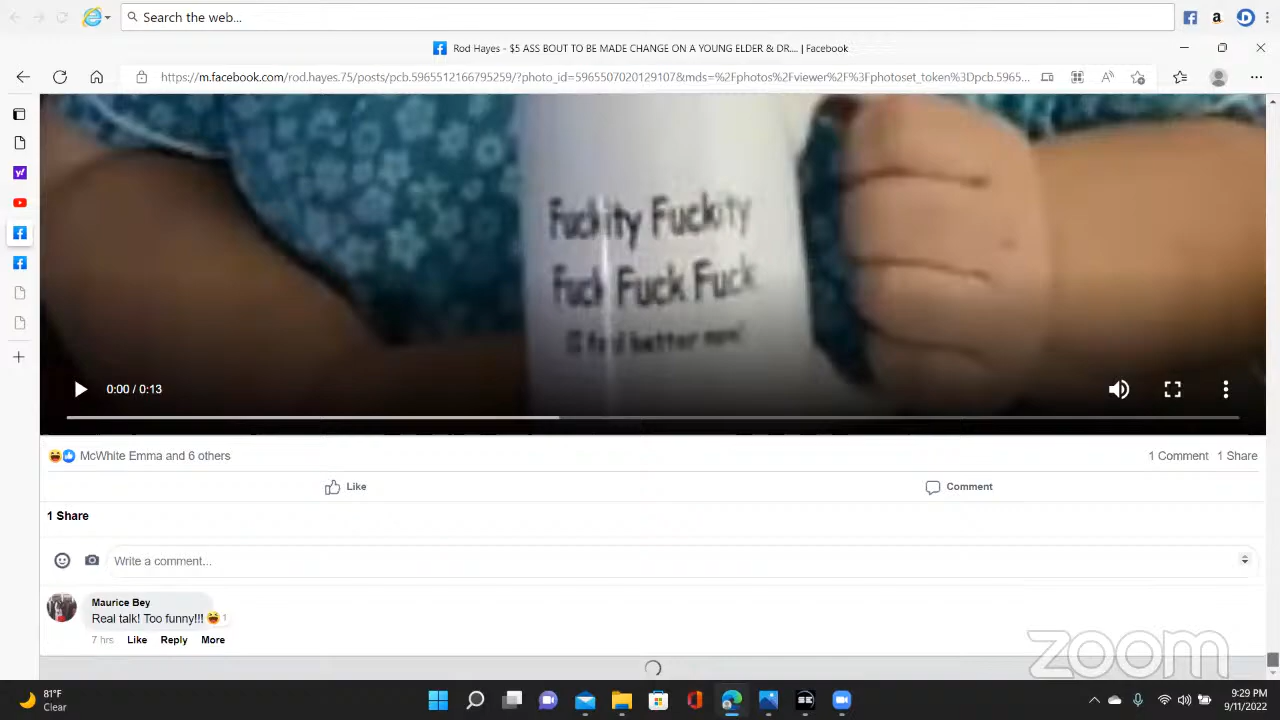 Search the web...
Rod Hayes - $5 ASS BOUT TO BE MADE CHANGE ON A YOUNG ELDER & DR.... | Facebook
https://m.facebook.com/rod.hayes.75/posts/pcb.5965512166795259/?photo_id=5965507020129107&mds=%2Fphotos%2Fviewer%2F%3Fphotoset_token%3Dpcb.5965...
Fuckity Fuckity
Fuck Fuck Fuck
better now!
0:00 / 0:13
McWhite Emma and 6 others
1 Comment 1 Share
Like
Comment
1 Share
Write a comment...
Maurice Bey
Real talk! Too funny!!! 1
7 hrs Like Reply More
zoom
81°F
Clear
9:29 PM
9/11/2022